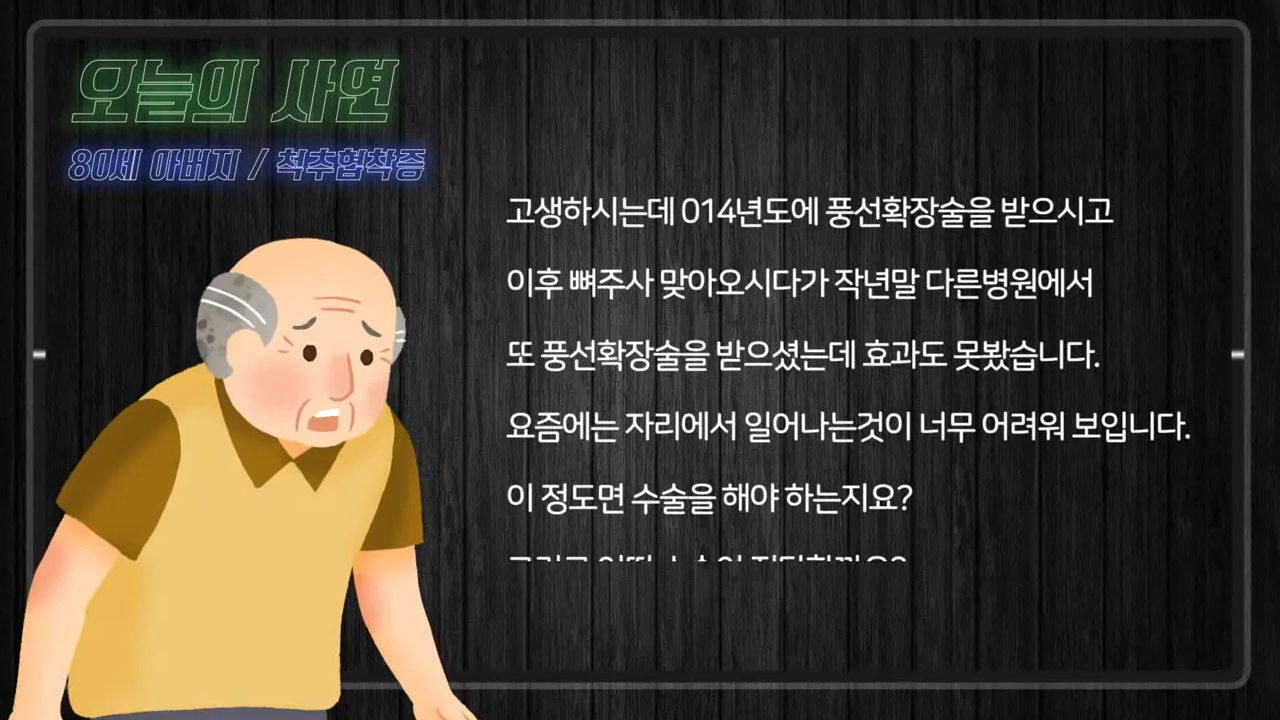 오늘의 사연
80세 아버지 / 척추협착증
고생하시는데 014년도에 풍선확장술을 받으시고
이후 뼈주사 맞아오시다가 작년말 다른병원에서
또 풍선확장술을 받으셨는데 효과도 못봤습니다.
요즘에는 자리에서 일어나는것이 너무 어려워 보입니다.
이 정도면 수술을 해야 하는지요?